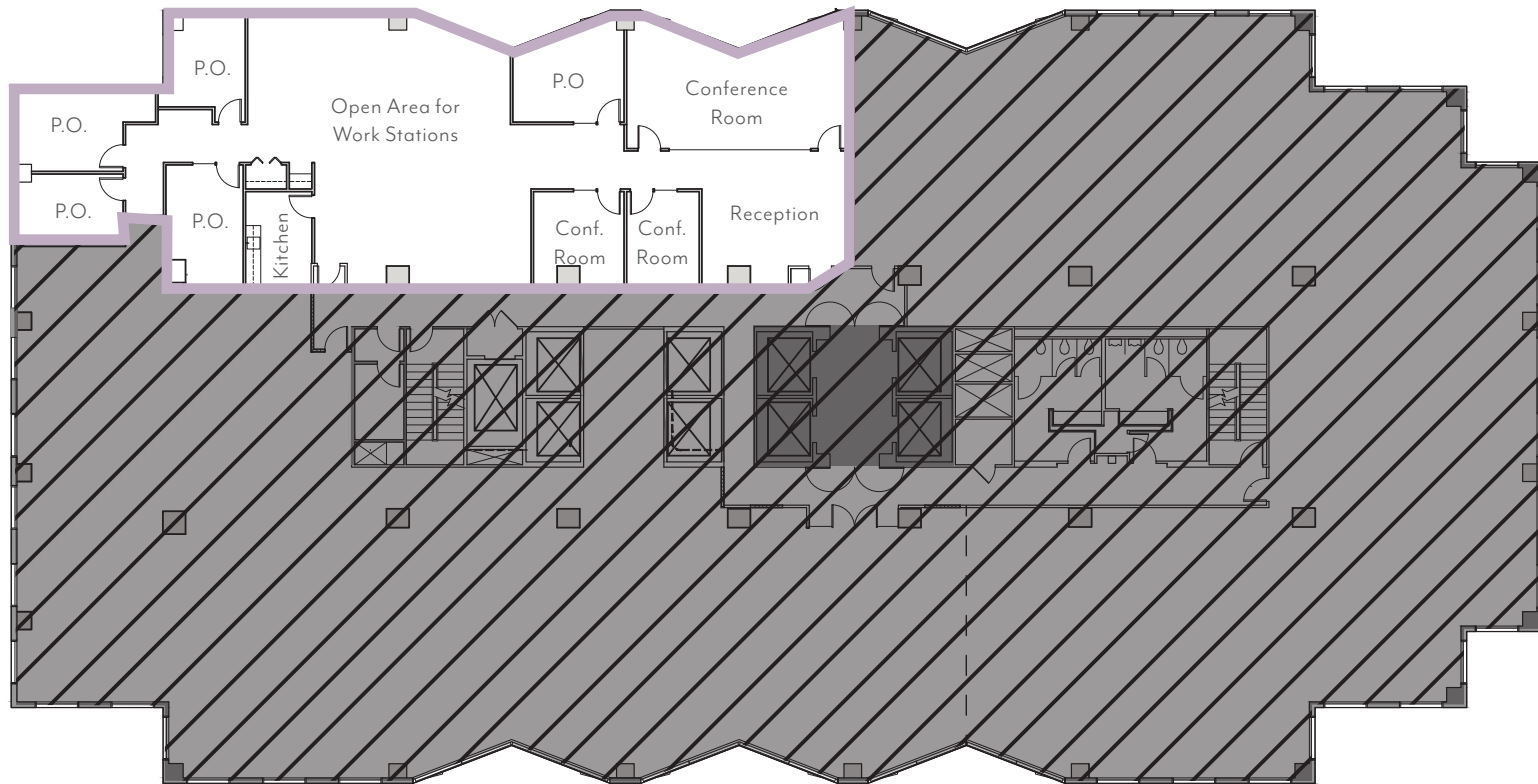 P.O.
P.O
Conference
Room
Open Area for
Work Stations
P.O.
P.O.
P.O.
Reception
Kitchen
Conf.
Room
Conf.
Room